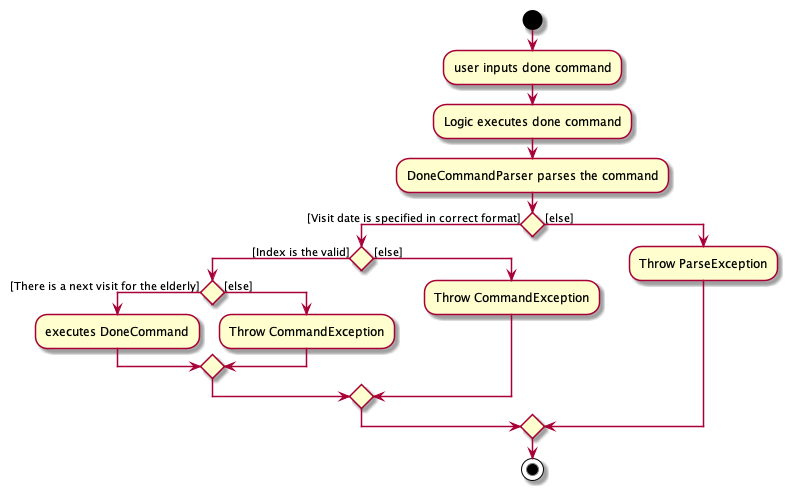 user inputs done command
Logic executes done command
DoneCommandParser parses the command
[Visit date is specified in correct format]
[else]
[Index is the valid]
[else]
Throw ParseException
[There is a next visit for the elderly]
[else]
Throw CommandException
executes DoneCommand
Throw CommandException